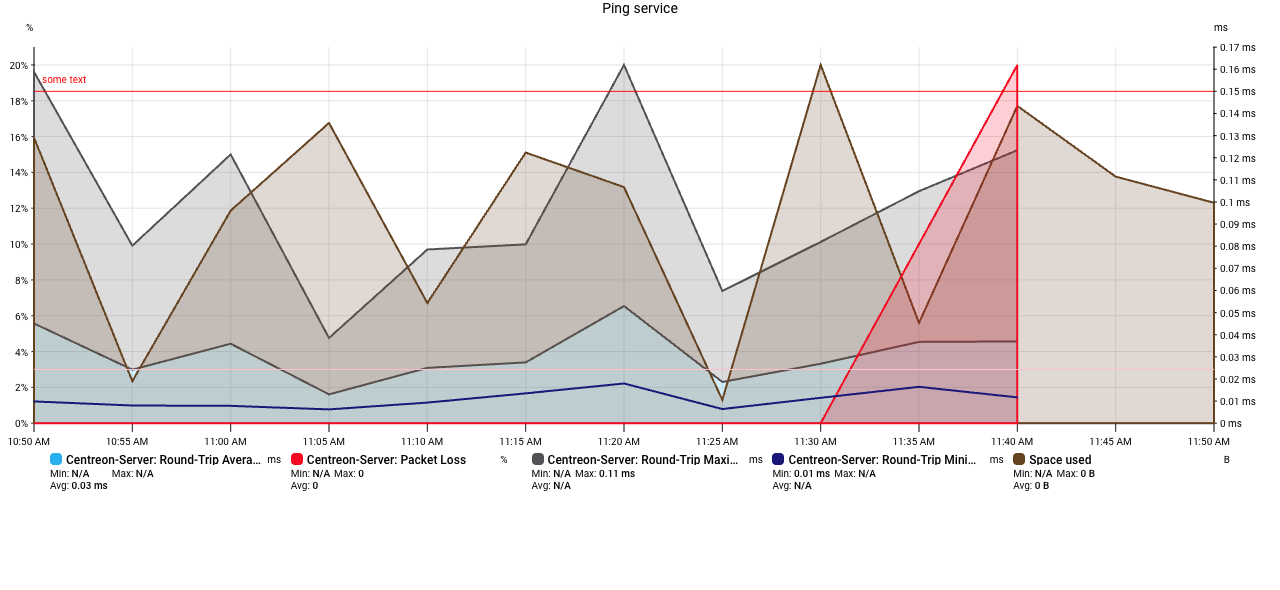 Ping service
% ms
0.17 ms
20% 0.16 ms
some text
0.15 ms
18% 0.14 ms
16% 0.13 ms
0.12 ms
14% 0.11 ms
12% 0.1 ms
0.09 ms
10% 0.08 ms
8% 0.07 ms
0.06 ms
6% 0.05 ms
0.04 ms
4% 0.03 ms
2% 0.02 ms
0.01 ms
0% 0 ms
10:50 AM 10:55 AM 11:00 AM 11:05 AM 11:10 AM 11:15 AM 11:20 AM 11:25 AM 11:30 AM 11:35 AM 11:40 AM 11:45 AM 11:50 AM
Centreon-Server: Round-Trip Avera... ms Centreon-Server: Packet Loss % Centreon-Server: Round-Trip Maxi... ms Centreon-Server: Round-Trip Mini... ms Space used B
Min: N/A Max: N/A Min: N/A Max: 0 Min: N/A Max: 0.11 ms Min: 0.01 ms Max: N/A Min: N/A Max: 0 B
Avg: 0.03 ms Avg: 0 Avg: N/A Avg: N/A Avg: 0 B